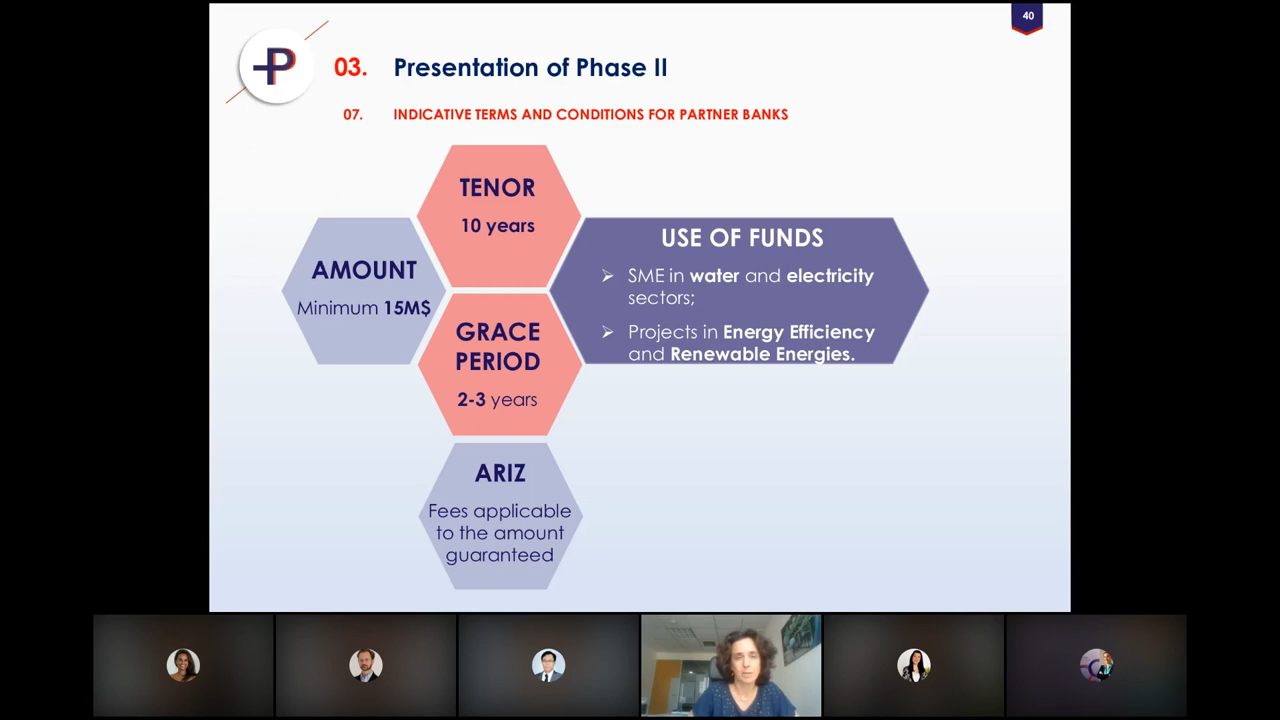 40
P
03. Presentation of Phase II
07. INDICATIVE TERMS AND CONDITIONS FOR PARTNER BANKS
TENOR
10 years
AMOUNT
Minimum 15M$
USE OF FUNDS
➢ SME in water and electricity
sectors;
➢ Projects in Energy Efficiency
and Renewable Energies.
GRACE
PERIOD
2-3 years
ARIZ
Fees applicable
to the amount
guaranteed